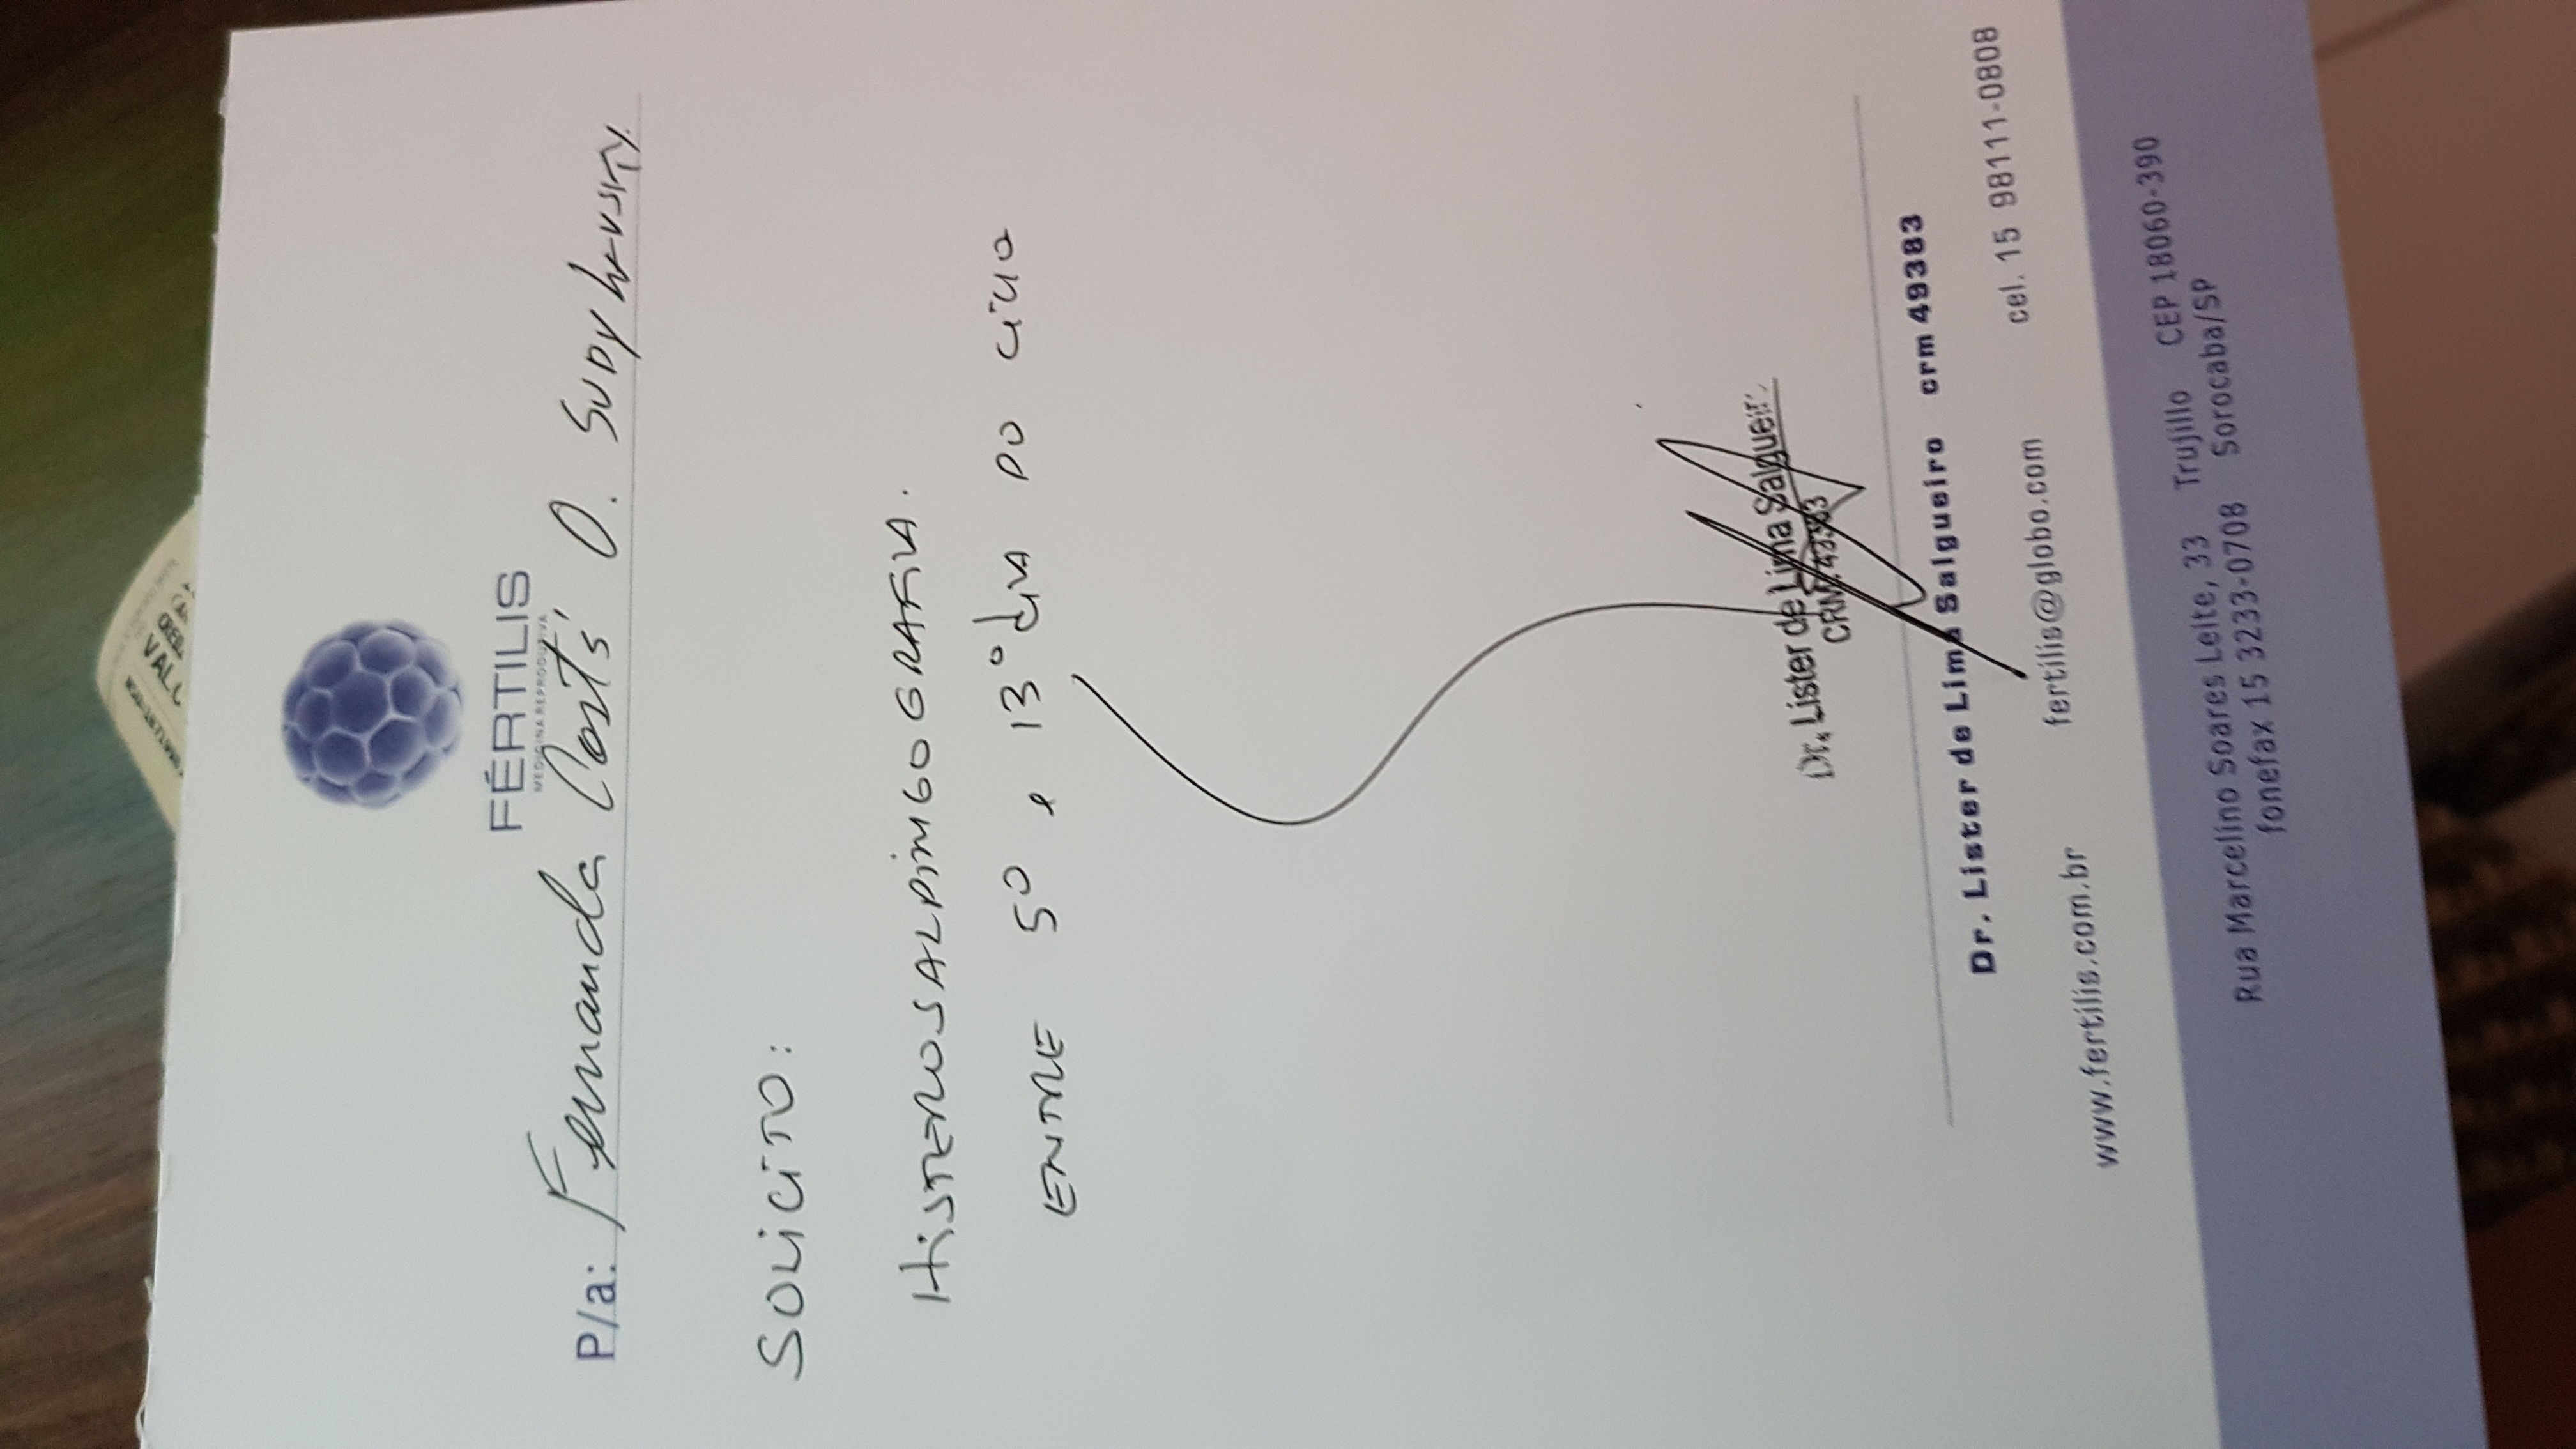 VAL
FÉRTILIS
MEDICINA REPRODUTIVA
P/a: Fernanda Costa O.
SOLICITO:
HISTEROSALPINGOGRAFIA.
ENTRE 5º e 13º dia DO CICLO
Dr. Lister de Lima Salgueiro
CRM.
Dr. Lister de Lima Salgueiro crm 49383
www.fertilis.com.br fertilis@globo.com cel. 15 98111-0808
Rua Marcelino Soares Leite, 33 Trujillo CEP 18060-390
fonefax 15 3233-0708 Sorocaba/SP